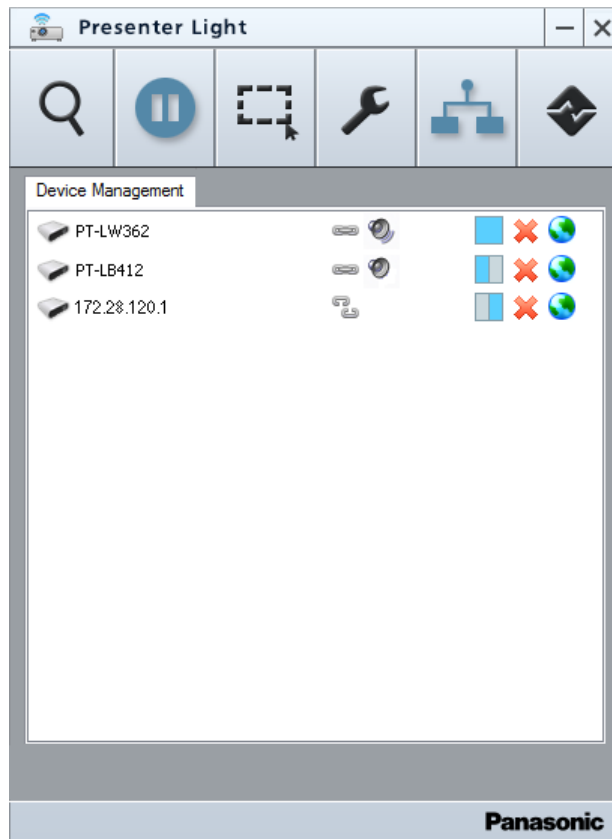 Presenter Light
Device Management
PT-LW362
PT-LB412
172.28.120.1
Panasonic